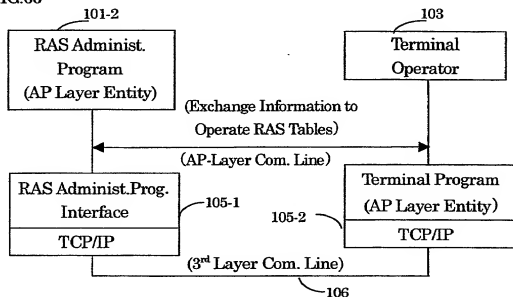 101-2
103
RAS Administ.
Program
(AP Layer Entity)
Terminal
Operator
(Exchange Information to
Operate RAS Tables)
(AP-Layer Com. Line)
RAS Administ.Prog.
Interface
TCP/IP
105-1
105-2
Terminal Program
(AP Layer Entity)
TCP/IP
(3rd Layer Com. Line)
106